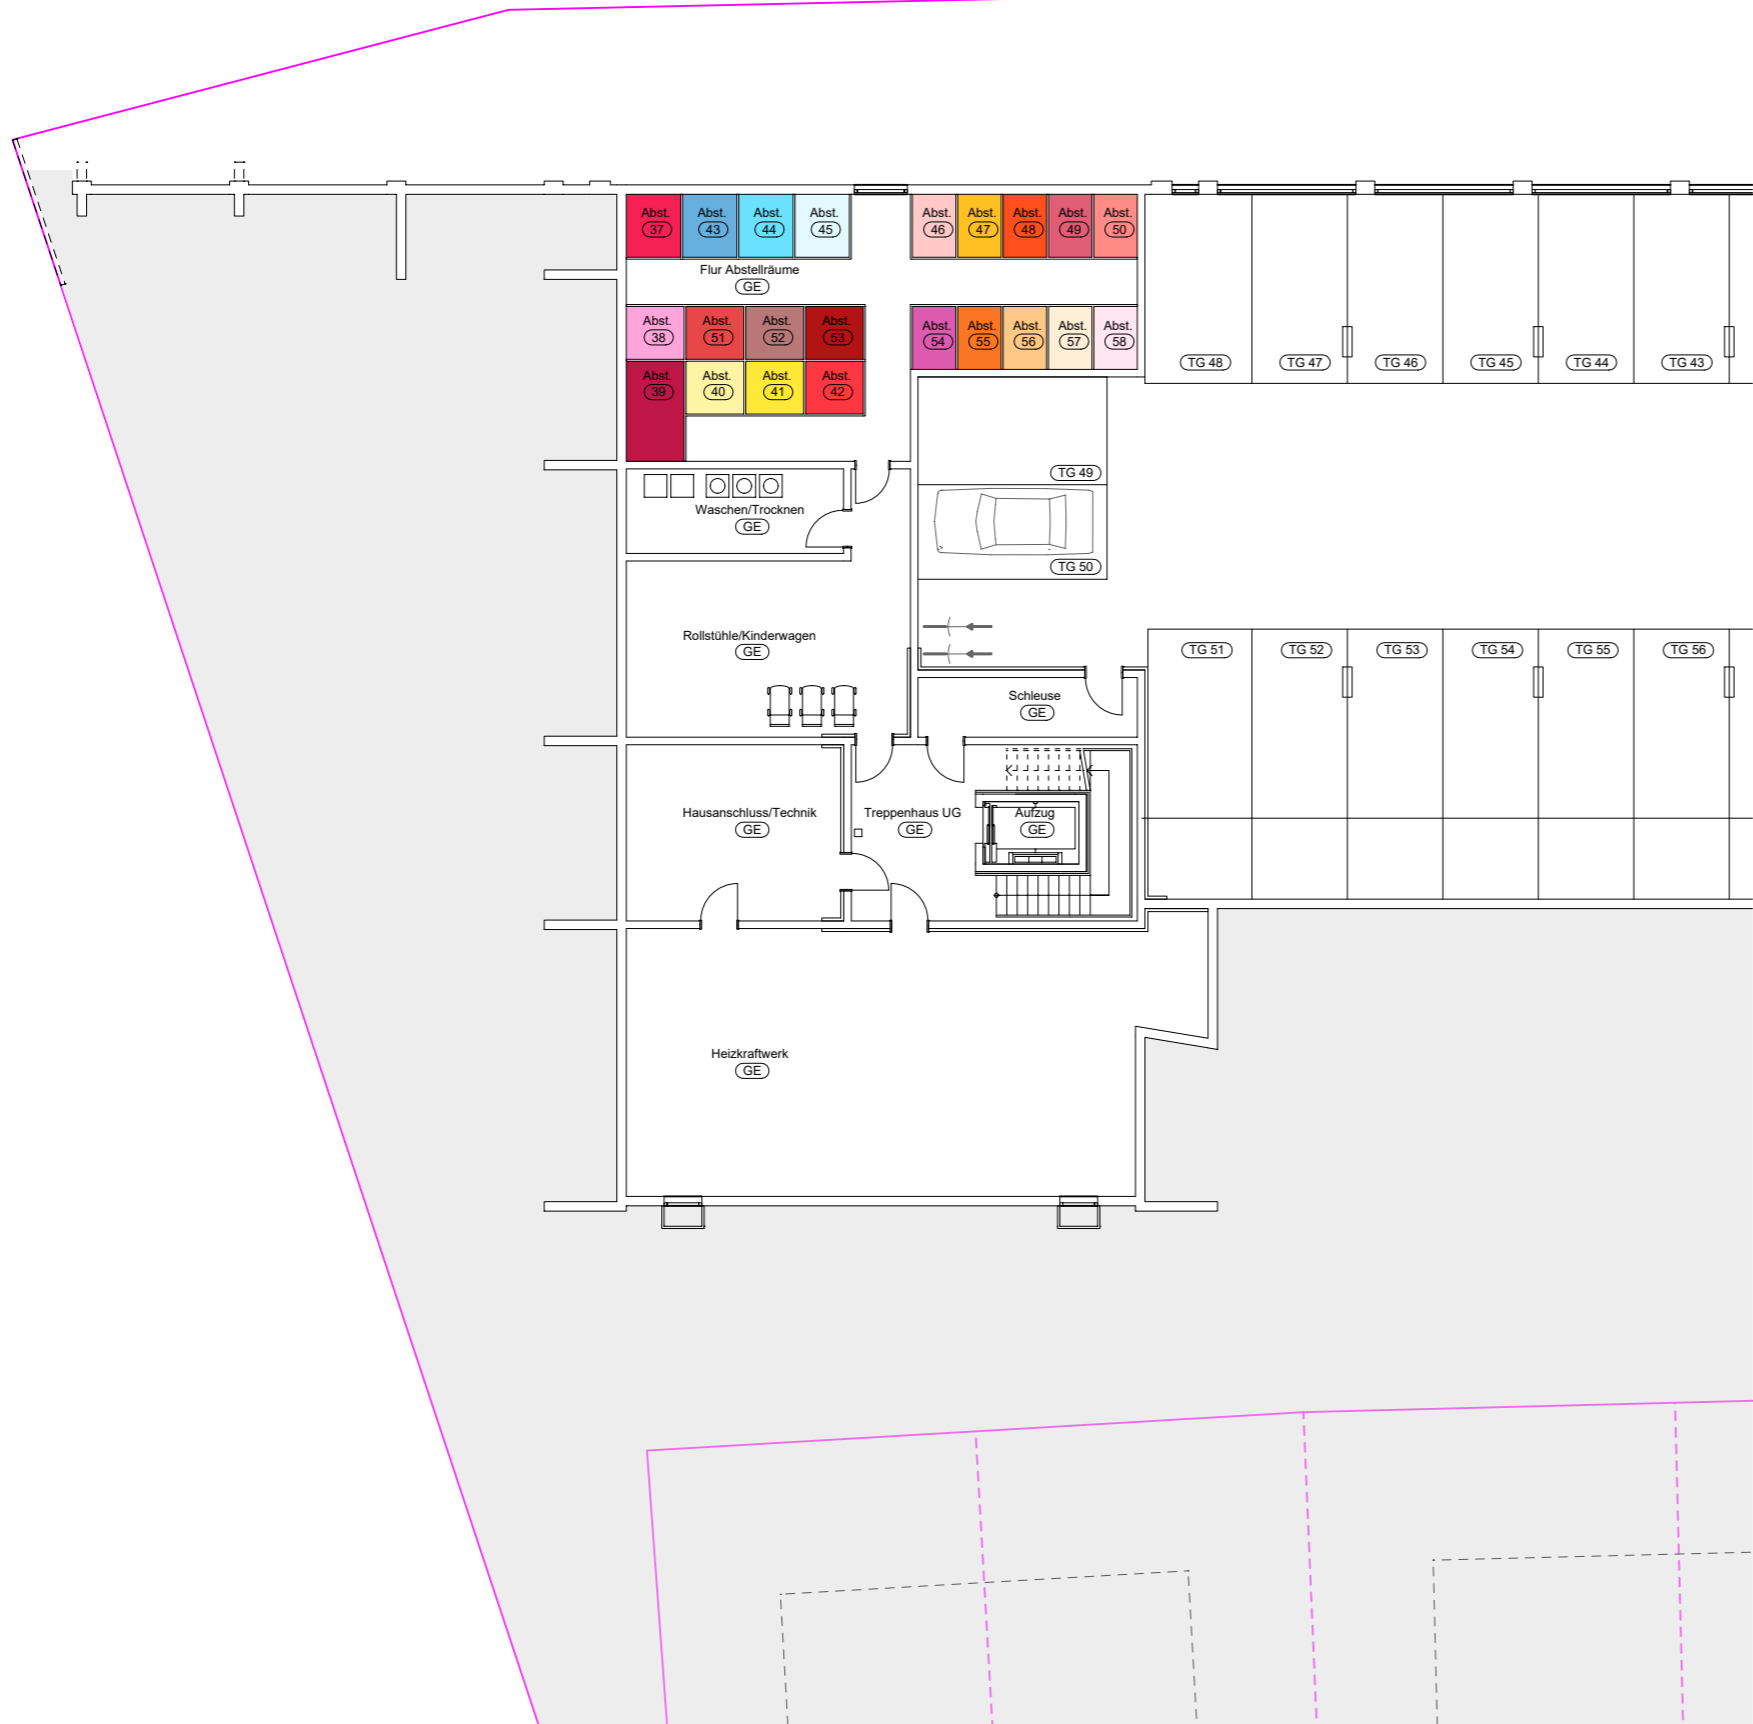 Abst. Abst. Abst. Abst. Abst. Abst. Abst. Abst. Abst.
37 43 44 45 46 47 48 49 50
Flur Abstellräume
GE
Abst. Abst. Abst. Abst. Abst. Abst. Abst. Abst. Abst.
38 51 52 53 54 55 56 57 58
TG 48 TG 47 TG 46 TG 45 TG 44 TG 43
Abst. Abst. Abst. Abst.
39 40 41 42
TG 49
Waschen/Trocknen
GE
TG 50
Rollstühle/Kinderwagen
GE
TG 51 TG 52 TG 53 TG 54 TG 55 TG 56
Schleuse
GE
Hausanschluss/Technik Treppenhaus UG Aufzug
GE GE GE
Heizkraftwerk
GE